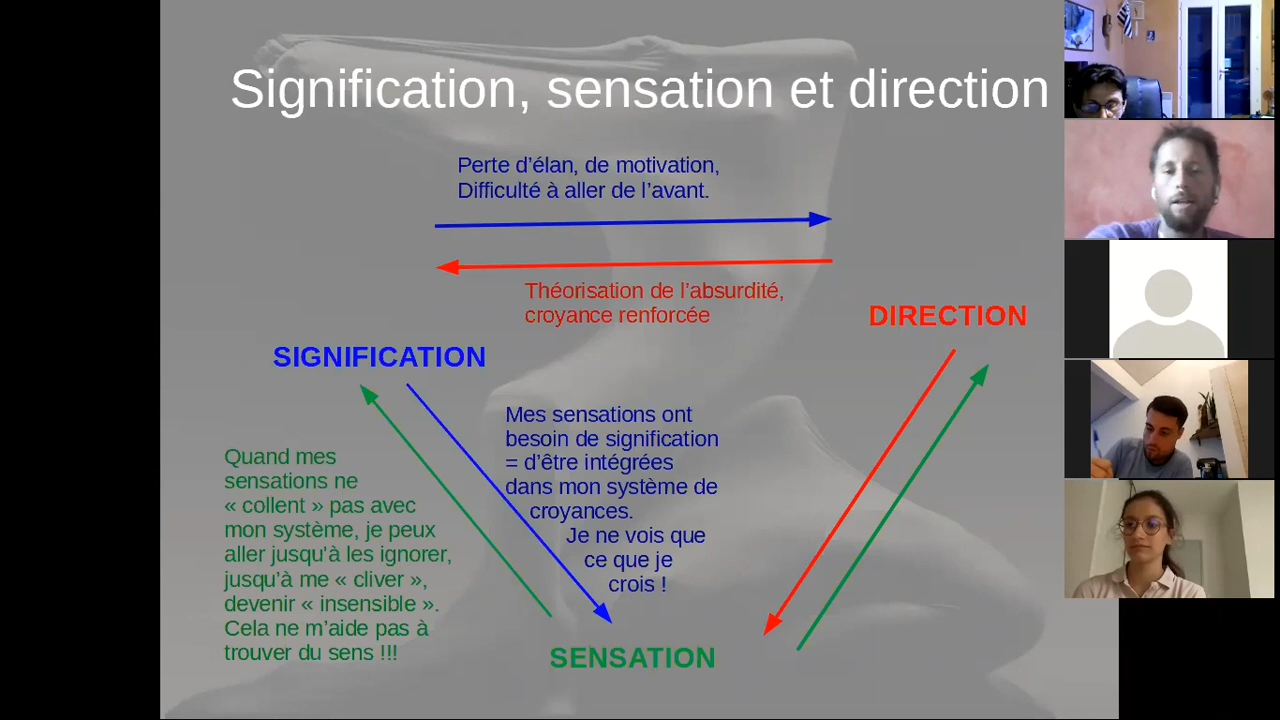 Signification, sensation et direction
Perte d’élan, de motivation,
Difficulté à aller de l’avant.
Théorisation de l’absurdité,
croyance renforcée
DIRECTION
SIGNIFICATION
Mes sensations ont
besoin de signification
= d’être intégrées
dans mon système de
croyances.
Je ne vois que
ce que je
crois !
Quand mes
sensations ne
« collent » pas avec
mon système, je peux
aller jusqu’à les ignorer,
jusqu’à me « cliver »,
devenir « insensible ».
Cela ne m’aide pas à
trouver du sens !!!
SENSATION